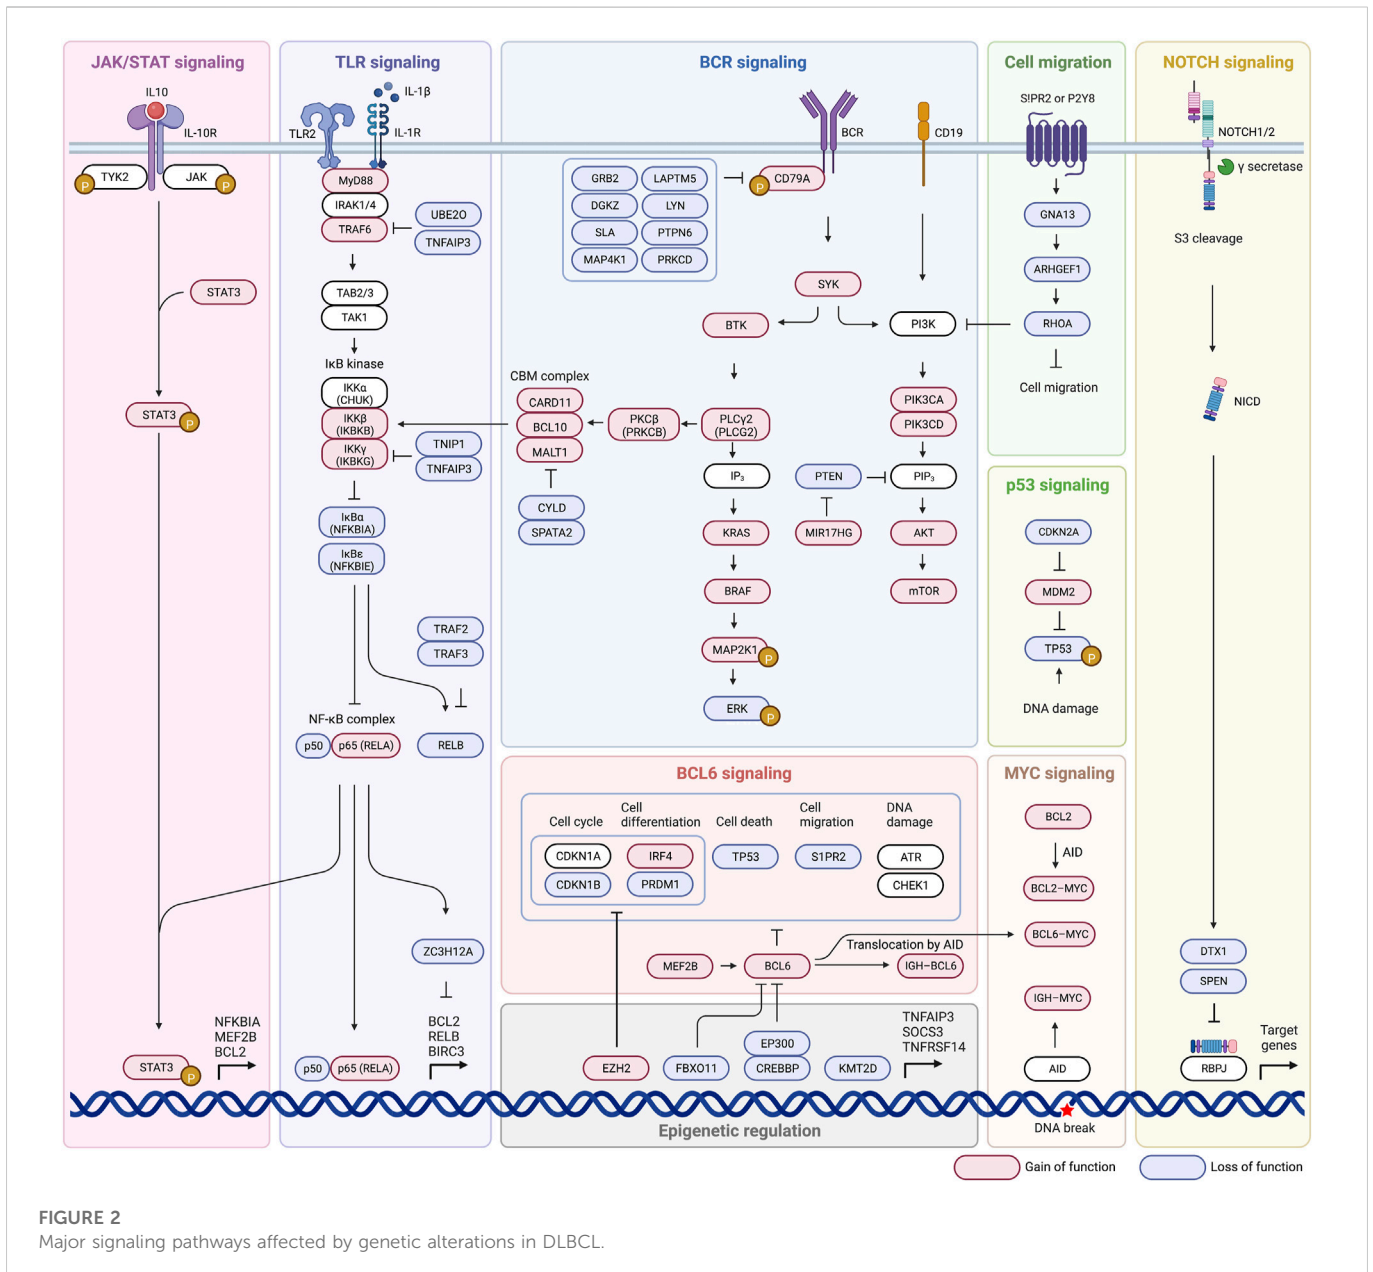 JAK/STAT signaling
IL10
IL-10R
TYK2
P
JAK
P
STAT3
STAT3
P
NFKBIA
MEF2B
BCL2
STAT3
P
TLR signaling
IL-1β
TLR2
IL-1R
MyD88
IRAK1/4
TRAF6
UBE2O
TNFAIP3
TAB2/3
TAK1
IκB kinase
IKKα
(CHUK)
IKKβ
(IKBKB)
IKKγ
(IKBKG)
TNIP1
TNFAIP3
IκBα
(NFKBIA)
IκBε
(NFKBIE)
TRAF2
TRAF3
NF-κB complex
p50
p65 (RELA)
RELB
ZC3H12A
BCL2
RELB
BIRC3
p50
p65 (RELA)
BCR signaling
BCR
CD19
GRB2
LAPTM5
DGKZ
LYN
SLA
PTPN6
MAP4K1
PRKCD
CD79A
P
SYK
BTK
PI3K
CBM complex
CARD11
BCL10
MALT1
PKCβ
(PRKCB)
PLCγ2
(PLCG2)
PIK3CA
PIK3CD
CYLD
SPATA2
IP₃
PTEN
PIP₃
KRAS
MIR17HG
AKT
BRAF
mTOR
MAP2K1
P
ERK
P
Cell migration
S!PR2 or P2Y8
GNA13
ARHGEF1
RHOA
Cell migration
p53 signaling
CDKN2A
MDM2
TP53
P
DNA damage
NOTCH signaling
NOTCH1/2
γ secretase
S3 cleavage
NICD
DTX1
SPEN
RBPJ
Target
genes
BCL6 signaling
Cell cycle
Cell
differentiation
Cell death
Cell
migration
DNA
damage
CDKN1A
IRF4
TP53
S1PR2
ATR
CDKN1B
PRDM1
CHEK1
MEF2B
BCL6
Translocation by AID
IGH–BCL6
MYC signaling
BCL2
AID
BCL2–MYC
BCL6–MYC
IGH–MYC
AID
DNA break
EZH2
FBXO11
EP300
CREBBP
KMT2D
TNFAIP3
SOCS3
TNFRSF14
Epigenetic regulation
Gain of function
Loss of function
FIGURE 2
Major signaling pathways affected by genetic alterations in DLBCL.